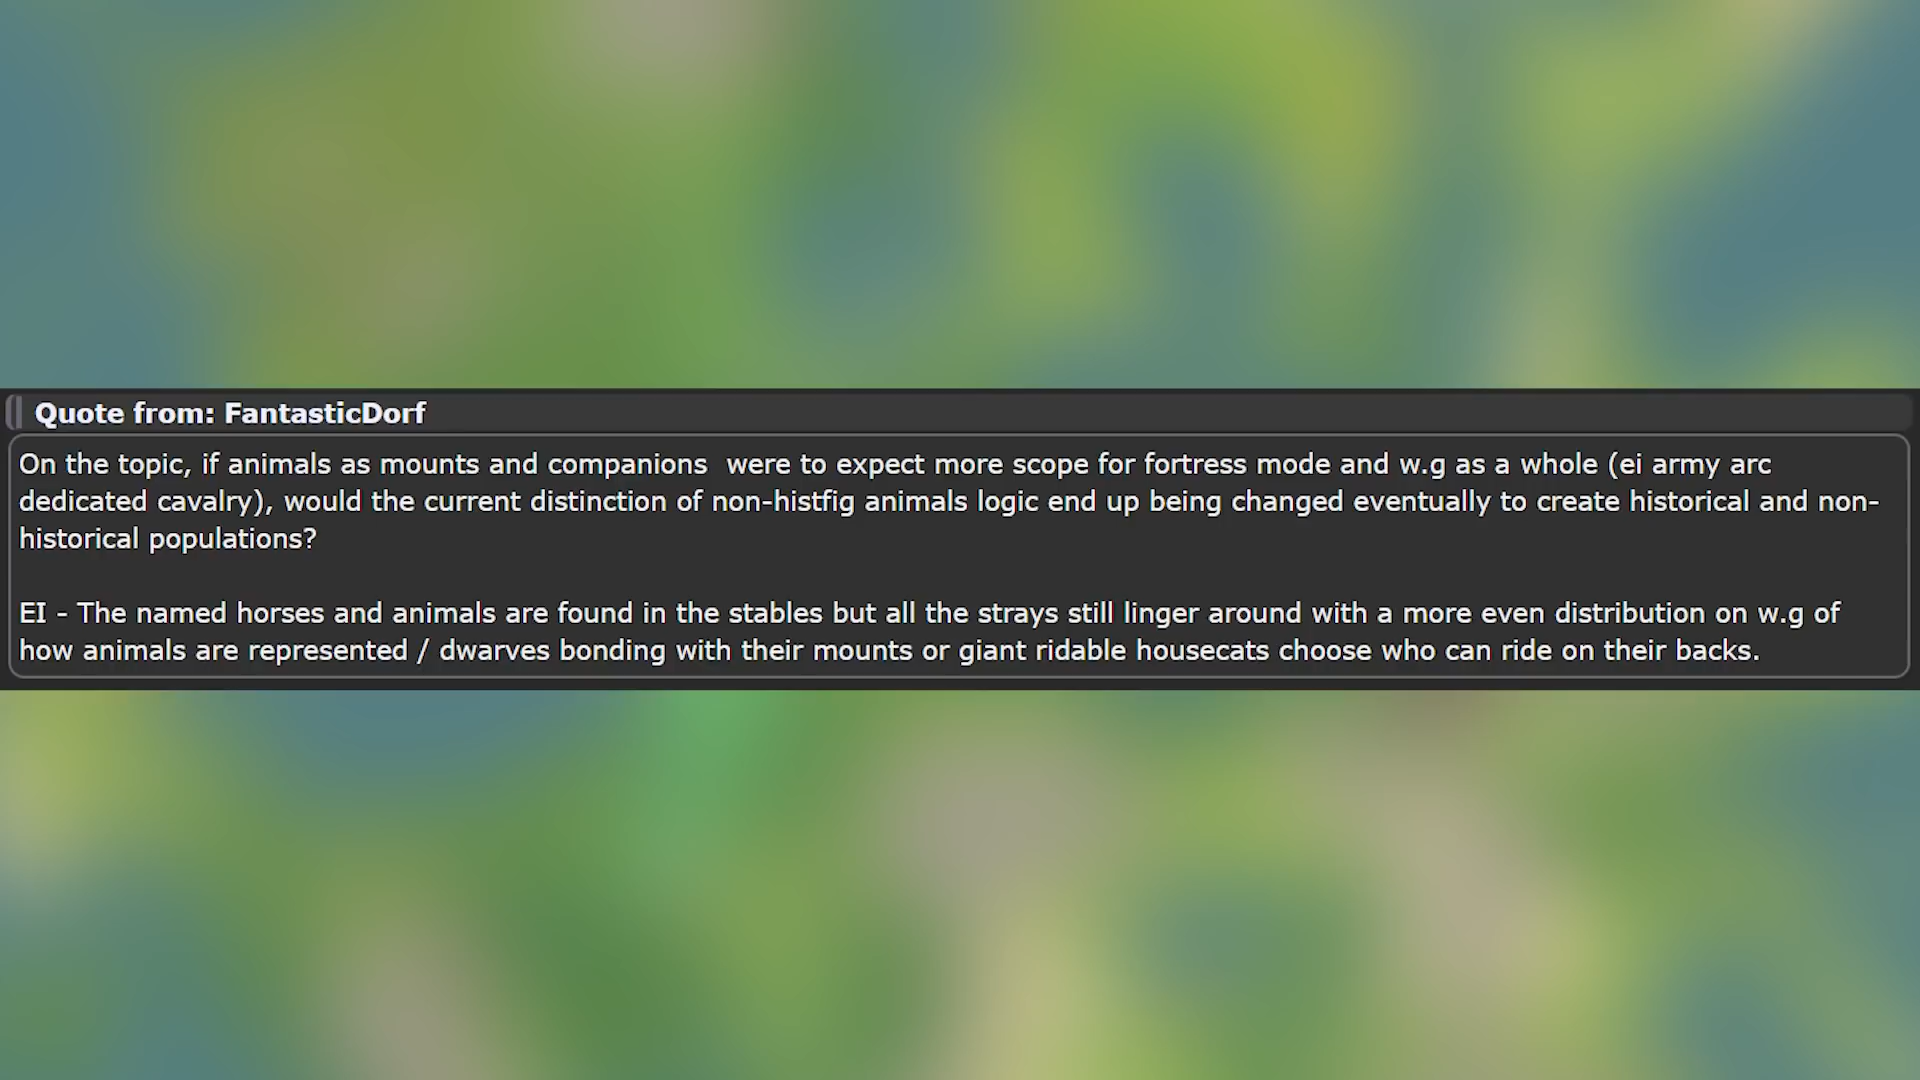 Quote from: FantasticDorf
On the topic, if animals as mounts and companions  were to expect more scope for fortress mode and w.g as a whole (ei army arc
dedicated cavalry), would the current distinction of non-histfig animals logic end up being changed eventually to create historical and non-
historical populations?
EI - The named horses and animals are found in the stables but all the strays still linger around with a more even distribution on w.g of
how animals are represented / dwarves bonding with their mounts or giant ridable housecats choose who can ride on their backs.